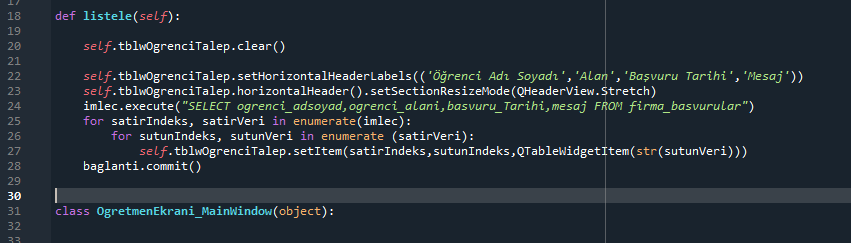 18 def listele(self):
19
20 self.tblwOgrenciTalep.clear()
21
22 self.tblwOgrenciTalep.setHorizontalHeaderLabels(('Öğrenci Adı Soyadı','Alan','Başvuru Tarihi','Mesaj'))
23 self.tblwOgrenciTalep.horizontalHeader().setSectionResizeMode(QHeaderView.Stretch)
24 imlec.execute("SELECT ogrenci_adsoyad,ogrenci_alani,basvuru_Tarihi,mesaj FROM firma_basvurular")
25 for satirIndeks, satirVeri in enumerate(imlec):
26 for sutunIndeks, sutunVeri in enumerate (satirVeri):
27 self.tblwOgrenciTalep.setItem(satirIndeks,sutunIndeks,QTableWidgetItem(str(sutunVeri)))
28 baglanti.commit()
29
30
31 class OgretmenEkrani_MainWindow(object):
32
33